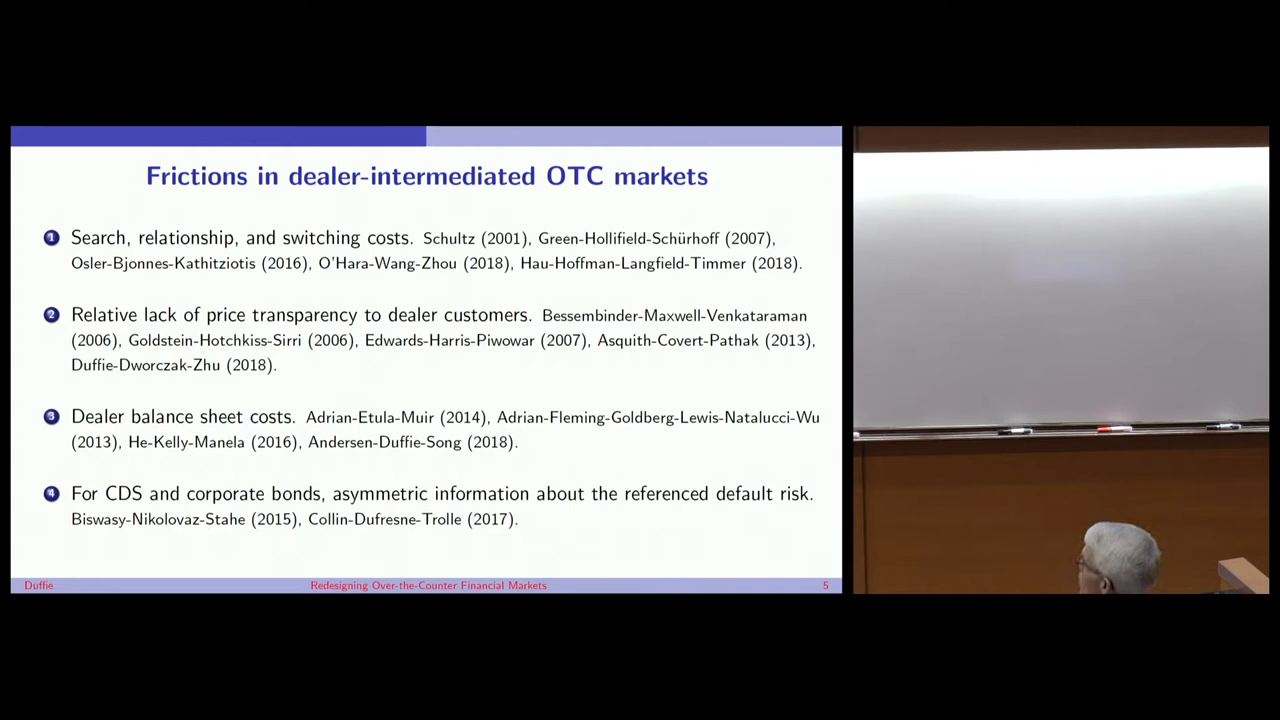 Frictions in dealer-intermediated OTC markets
1 Search, relationship, and switching costs. Schultz (2001), Green-Hollifield-Schürhoff (2007),
Osler-Bjonnes-Kathitziotis (2016), O'Hara-Wang-Zhou (2018), Hau-Hoffman-Langfield-Timmer (2018).
2 Relative lack of price transparency to dealer customers. Bessembinder-Maxwell-Venkataraman
(2006), Goldstein-Hotchkiss-Sirri (2006), Edwards-Harris-Piwowar (2007), Asquith-Covert-Pathak (2013),
Duffie-Dworczak-Zhu (2018).
3 Dealer balance sheet costs. Adrian-Etula-Muir (2014), Adrian-Fleming-Goldberg-Lewis-Natalucci-Wu
(2013), He-Kelly-Manela (2016), Andersen-Duffie-Song (2018).
4 For CDS and corporate bonds, asymmetric information about the referenced default risk.
Biswasy-Nikolovaz-Stahe (2015), Collin-Dufresne-Trolle (2017).
Duffie Redesigning Over-the-Counter Financial Markets 5